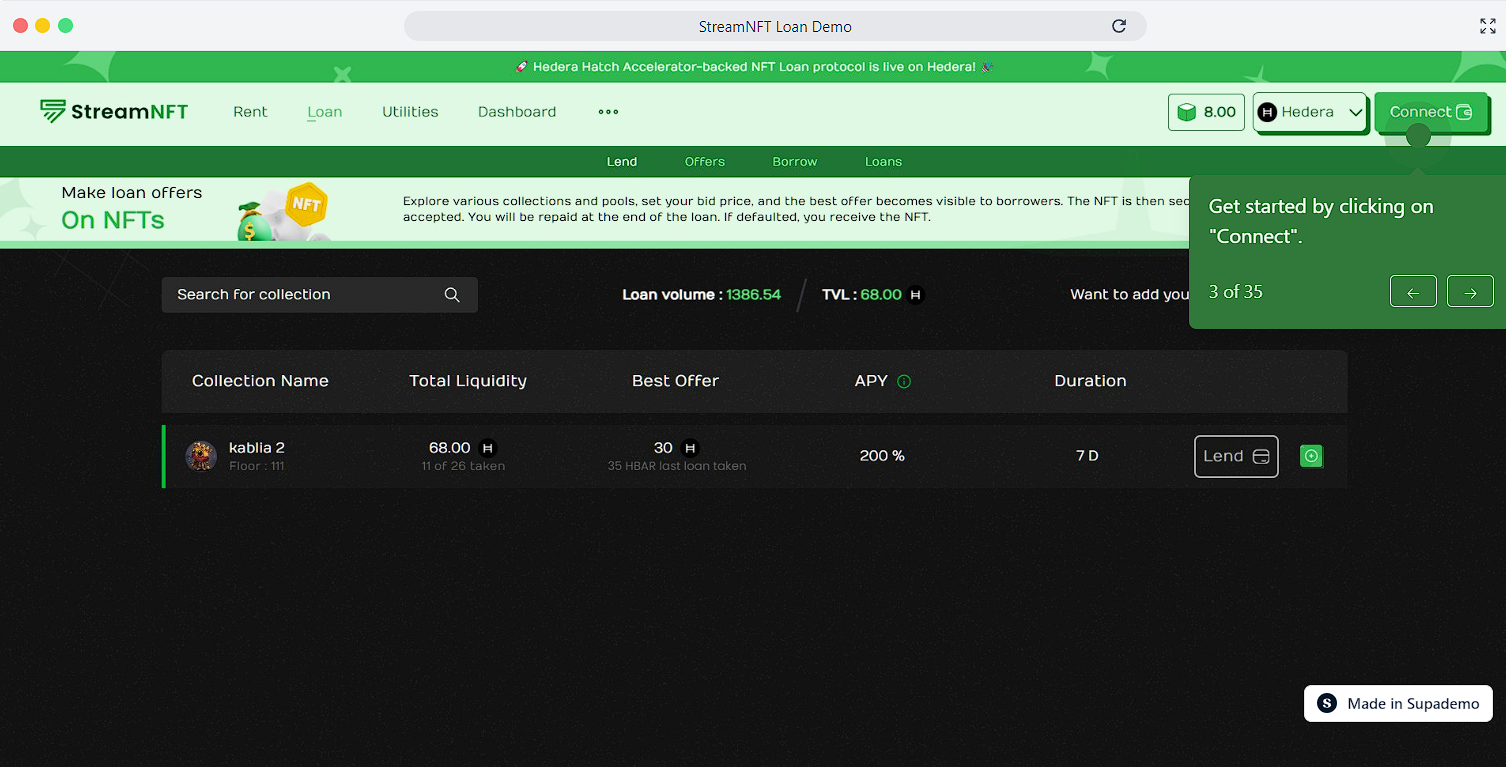 StreamNFT Loan Demo
🚀 Hedera Hatch Accelerator-backed NFT Loan protocol is live on Hedera! 🎉
StreamNFT Rent Loan Utilities Dashboard ••• 8.00 H Hedera Connect
Lend Offers Borrow Loans
Make loan offers
On NFTs
NFT
$
Explore various collections and pools, set your bid price, and the best offer becomes visible to borrowers. The NFT is then sec
accepted. You will be repaid at the end of the loan. If defaulted, you receive the NFT.
Get started by clicking on
"Connect".
3 of 35 ← →
Search for collection Loan volume : 1386.54 / TVL : 68.00 H Want to add you
Collection Name Total Liquidity Best Offer APY Duration
kablia 2 68.00 H 30 H 200 % 7 D Lend
Floor : 111 11 of 26 taken 35 HBAR last loan taken
S Made in Supademo